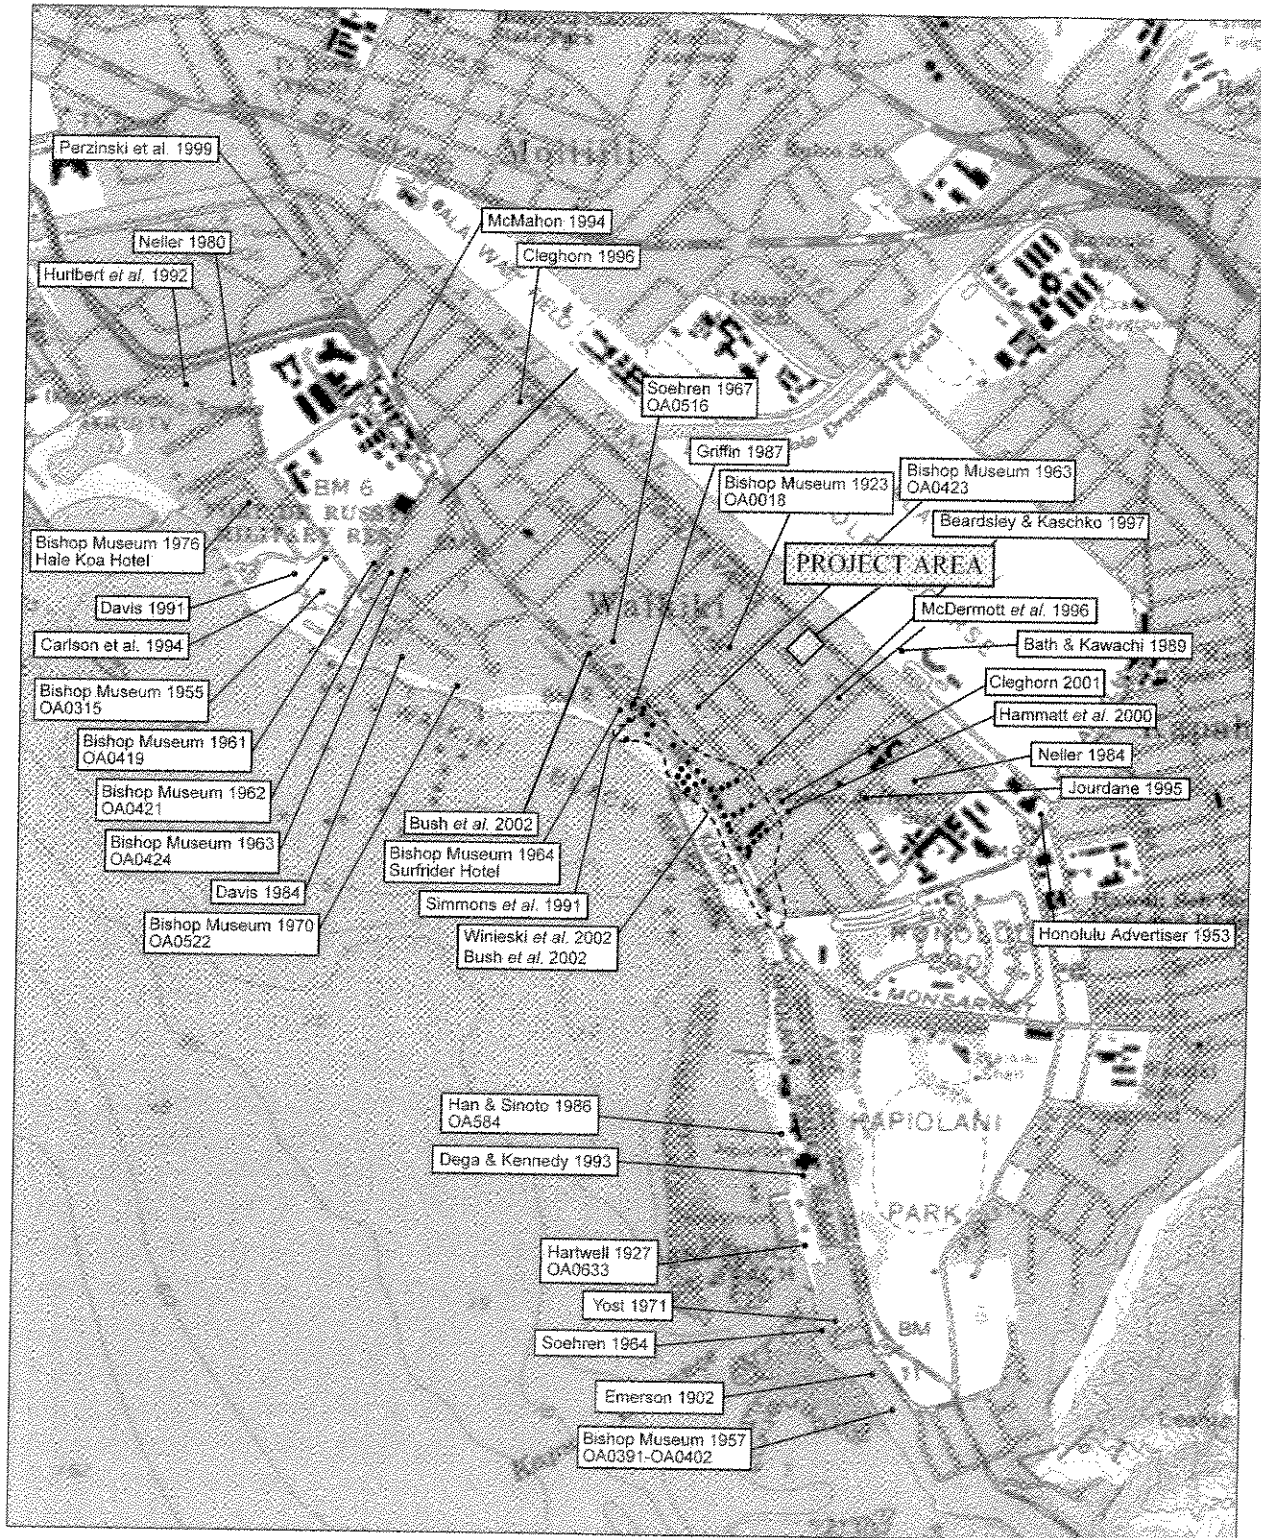 Perzinski et al. 1999
McMahon 1994
Neller 1980
Cleghorn 1996
Hurlbert et al. 1992
Soehren 1967
OA0516
Griffin 1987
Bishop Museum 1923
OA0018
Bishop Museum 1963
OA0423
Beardsley & Kaschko 1997
PROJECT AREA
BM 6
Bishop Museum 1976
Hale Koa Hotel
Davis 1991
Waikiki
McDermott et al. 1996
Carlson et al. 1994
Bath & Kawachi 1989
Cleghorn 2001
Bishop Museum 1955
OA0315
Hammatt et al. 2000
Bishop Museum 1961
OA0419
Neller 1984
Jourdane 1995
Bishop Museum 1962
OA0421
Bush et al. 2002
Bishop Museum 1963
OA0424
Bishop Museum 1964
Surfrider Hotel
Davis 1984
Simmons et al. 1991
Bishop Museum 1970
OA0522
Winieski et al. 2002
Bush et al. 2002
Honolulu Advertiser 1953
HONOLULU
ZOO
Han & Sinoto 1986
OA584
KAPIOLANI
Dega & Kennedy 1993
PARK
Hartwell 1927
OA0633
Yost 1971
BM
Soehren 1964
Emerson 1902
Bishop Museum 1957
OA0391-OA0402